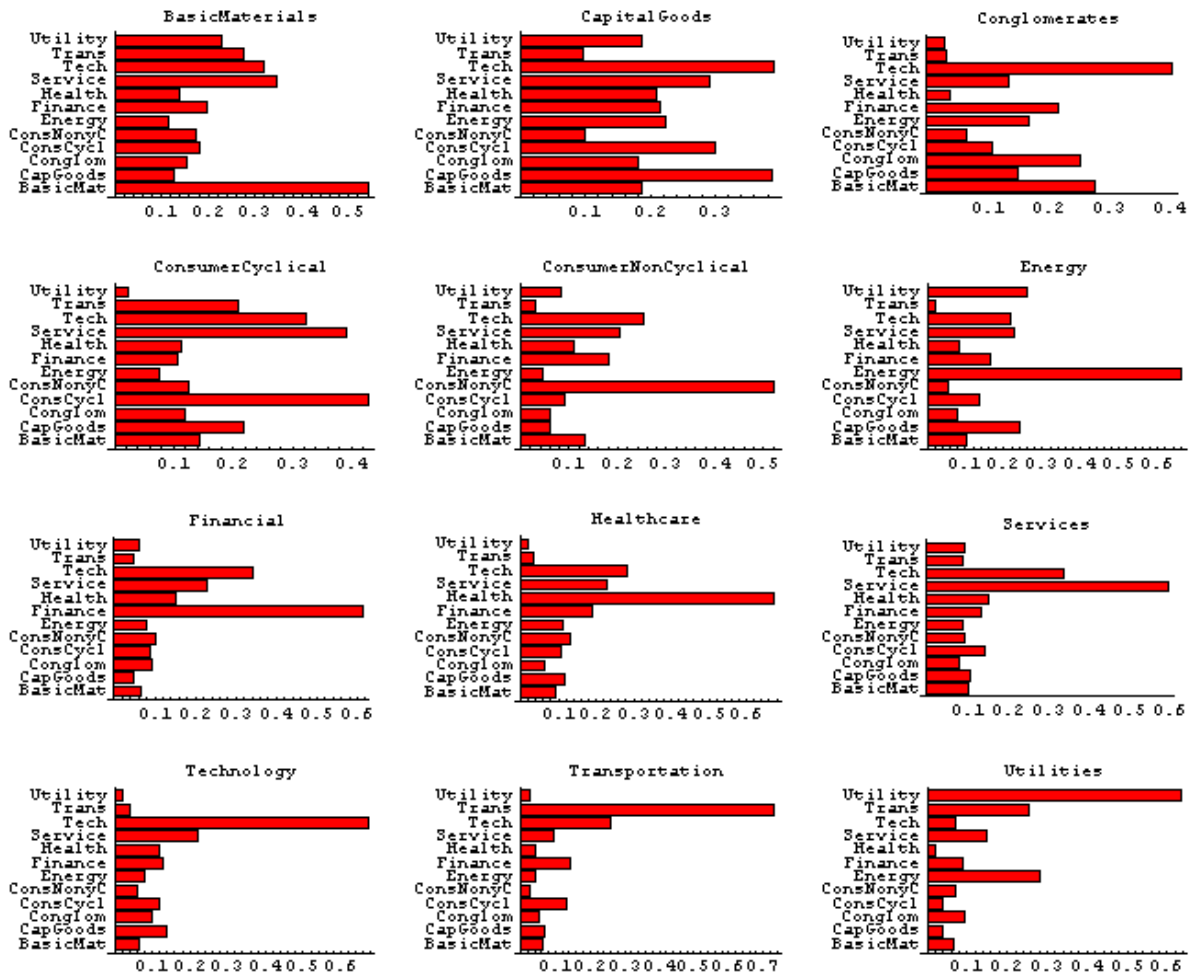 BasicMaterials
Utility
Trans
Tech
Service
Health
Finance
Energy
ConsNonyC
ConsCycl
Conglom
CapGoods
BasicMat
0.1 0.2 0.3 0.4 0.5
CapitalGoods
Utility
Trans
Tech
Service
Health
Finance
Energy
ConsNonyC
ConsCycl
Conglom
CapGoods
BasicMat
0.1 0.2 0.3
Conglomerates
Utility
Trans
Tech
Service
Health
Finance
Energy
ConsNonyC
ConsCycl
Conglom
CapGoods
BasicMat
0.1 0.2 0.3 0.4
ConsumerCyclical
Utility
Trans
Tech
Service
Health
Finance
Energy
ConsNonyC
ConsCycl
Conglom
CapGoods
BasicMat
0.1 0.2 0.3 0.4
ConsumerNonCyclical
Utility
Trans
Tech
Service
Health
Finance
Energy
ConsNonyC
ConsCycl
Conglom
CapGoods
BasicMat
0.1 0.2 0.3 0.4 0.5
Energy
Utility
Trans
Tech
Service
Health
Finance
Energy
ConsNonyC
ConsCycl
Conglom
CapGoods
BasicMat
0.1 0.2 0.3 0.4 0.5 0.6
Financial
Utility
Trans
Tech
Service
Health
Finance
Energy
ConsNonyC
ConsCycl
Conglom
CapGoods
BasicMat
0.1 0.2 0.3 0.4 0.5 0.6
Healthcare
Utility
Trans
Tech
Service
Health
Finance
Energy
ConsNonyC
ConsCycl
Conglom
CapGoods
BasicMat
0.1 0.2 0.3 0.4 0.5 0.6
Services
Utility
Trans
Tech
Service
Health
Finance
Energy
ConsNonyC
ConsCycl
Conglom
CapGoods
BasicMat
0.1 0.2 0.3 0.4 0.5 0.6
Technology
Utility
Trans
Tech
Service
Health
Finance
Energy
ConsNonyC
ConsCycl
Conglom
CapGoods
BasicMat
0.1 0.2 0.3 0.4 0.5 0.6
Transportation
Utility
Trans
Tech
Service
Health
Finance
Energy
ConsNonyC
ConsCycl
Conglom
CapGoods
BasicMat
0.1 0.2 0.3 0.4 0.5 0.6 0.7
Utilities
Utility
Trans
Tech
Service
Health
Finance
Energy
ConsNonyC
ConsCycl
Conglom
CapGoods
BasicMat
0.1 0.2 0.3 0.4 0.5 0.6